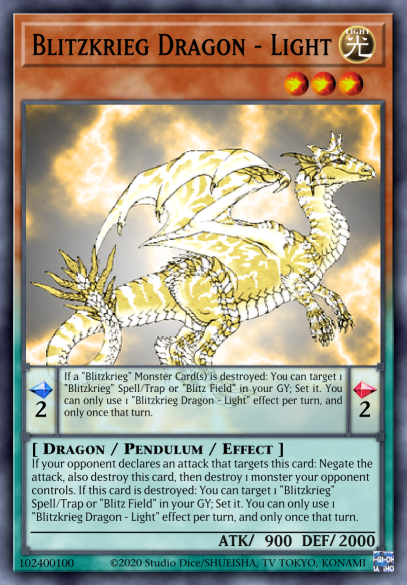 Blitzkrieg Dragon - Light
LIGHT
光
If a "Blitzkrieg" Monster Card(s) is destroyed: You can target 1
"Blitzkrieg" Spell/Trap or "Blitz Field" in your GY; Set it. You
can only use 1 "Blitzkrieg Dragon - Light" effect per turn, and
only once that turn.
2
2
[ Dragon / Pendulum / Effect ]
If your opponent declares an attack that targets this card: Negate the
attack, also destroy this card, then destroy 1 monster your opponent
controls. If this card is destroyed: You can target 1 "Blitzkrieg"
Spell/Trap or "Blitz Field" in your GY; Set it. You can only use 1
"Blitzkrieg Dragon - Light" effect per turn, and only once that turn.
ATK/ 900 DEF/2000
102400100
©2020 Studio Dice/SHUEISHA, TV TOKYO, KONAMI